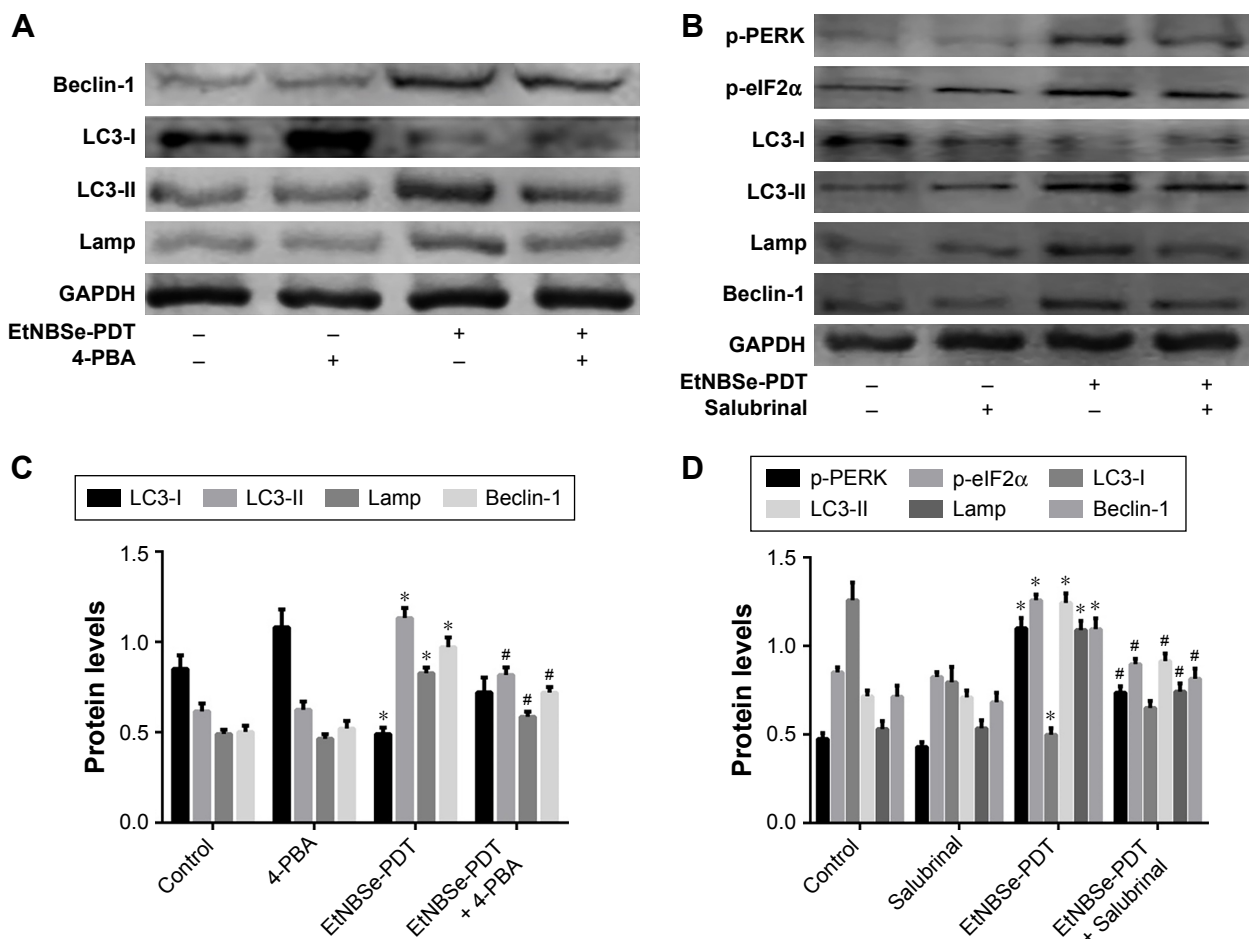 A
Beclin-1
LC3-I
LC3-II
Lamp
GAPDH
EtNBSe-PDT – – + +
4-PBA – + – +
B
p-PERK
p-eIF2α
LC3-I
LC3-II
Lamp
Beclin-1
GAPDH
EtNBSe-PDT – – + +
Salubrinal – + – +
C
LC3-I LC3-II Lamp Beclin-1
Protein levels
1.5
1.0
0.5
0.0
* * * *
# # #
Control
4-PBA
EtNBSe-PDT
EtNBSe-PDT
+ 4-PBA
D
p-PERK p-eIF2α LC3-I
LC3-II Lamp Beclin-1
Protein levels
1.5
1.0
0.5
0.0
* * * * * *
# # # # #
Control
Salubrinal
EtNBSe-PDT
EtNBSe-PDT
+ Salubrinal